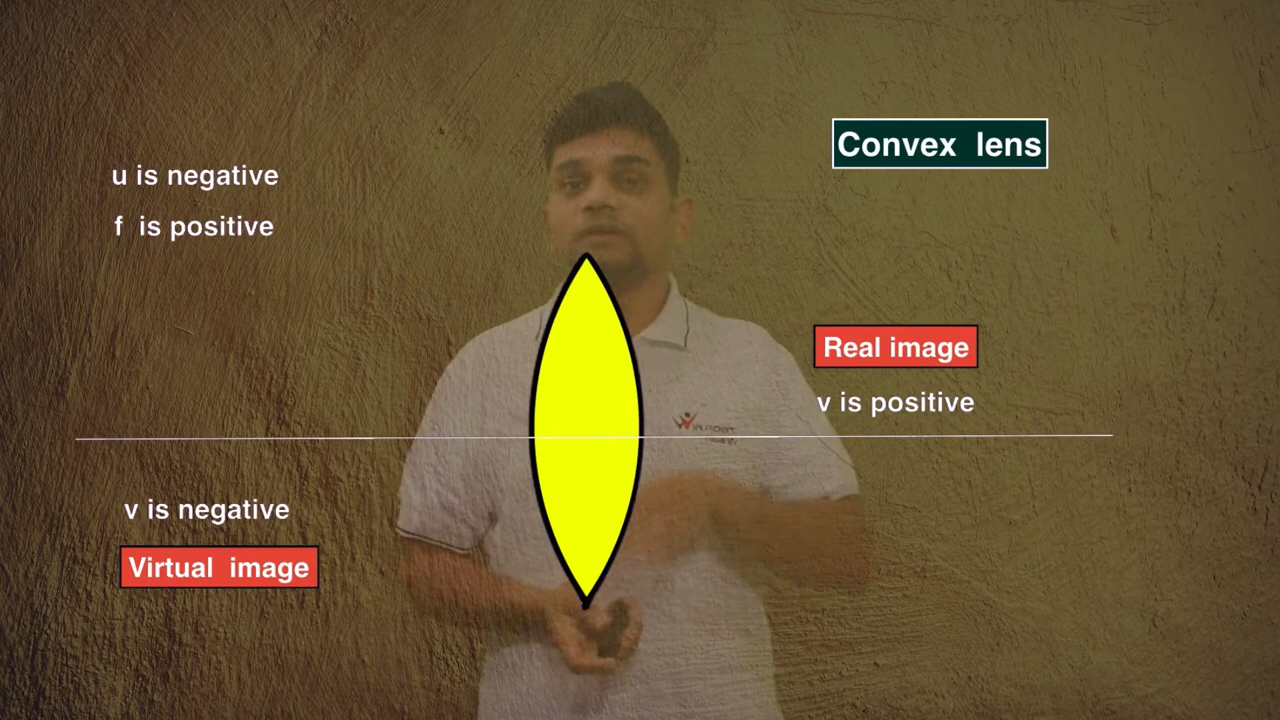 Convex lens
u is negative
f is positive
Real image
v is positive
v is negative
Virtual image